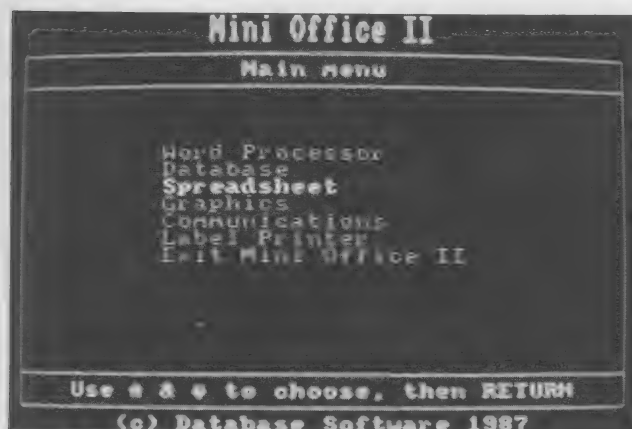 Mini Office II
Main menu
Word Processor
Database
Spreadsheet
Graphics
Communications
Label Printer
Exit Mini Office II
Use ↑ & ↓ to choose, then RETURN
(c) Database Software 1987